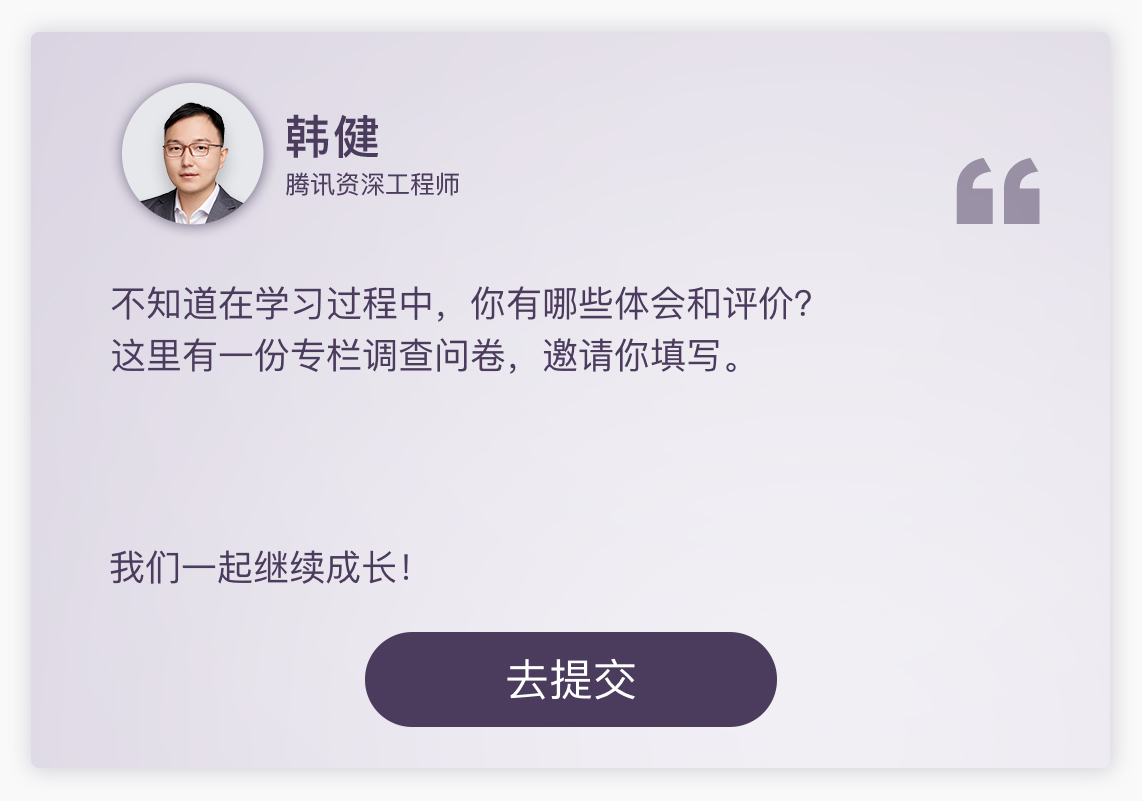 韩健
腾讯资深工程师
不知道在学习过程中，你有哪些体会和评价？
这里有一份专栏调查问卷，邀请你填写。
我们一起继续成长！
去提交